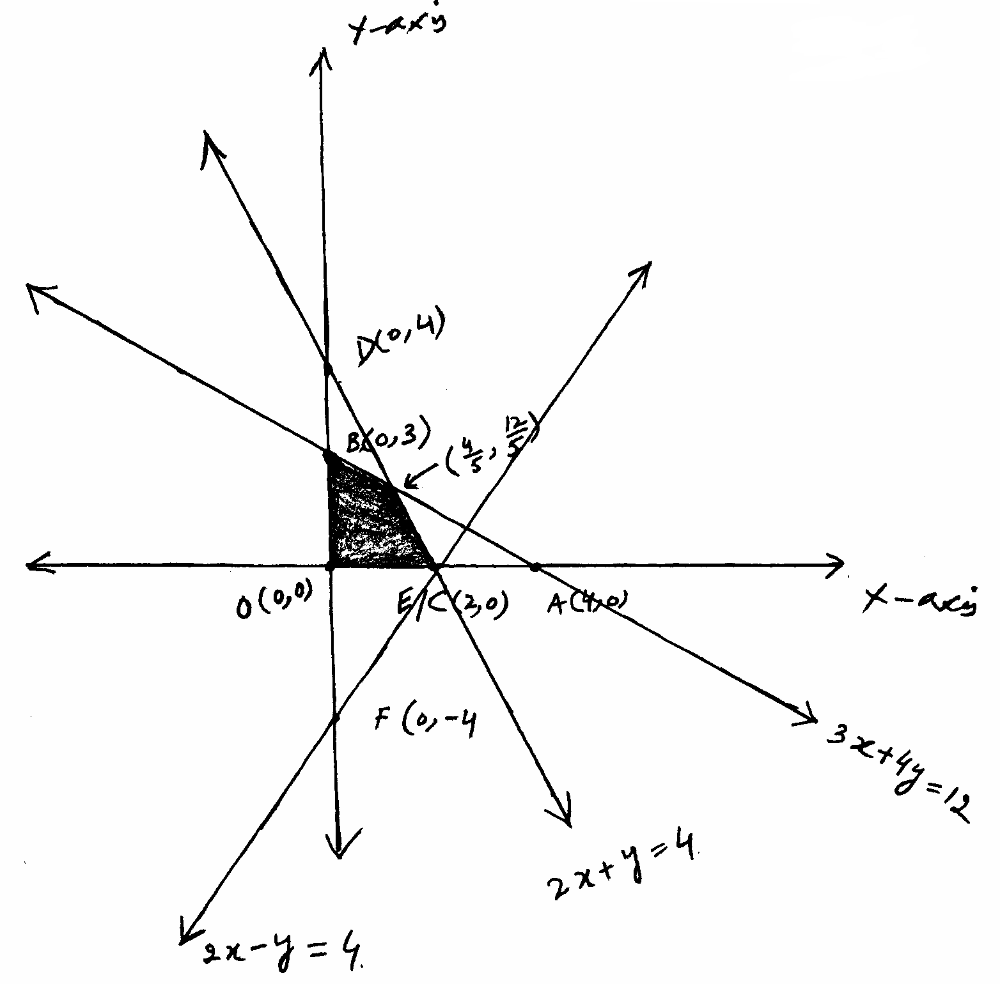 Y-axis
D(0,4)
B(0,3)
(4/5, 12/5)
O(0,0)
E/C(2,0)
A(4,0)
X-axis
F(0,-4
3x+4y=12
2x+y=4
2x-y=4.